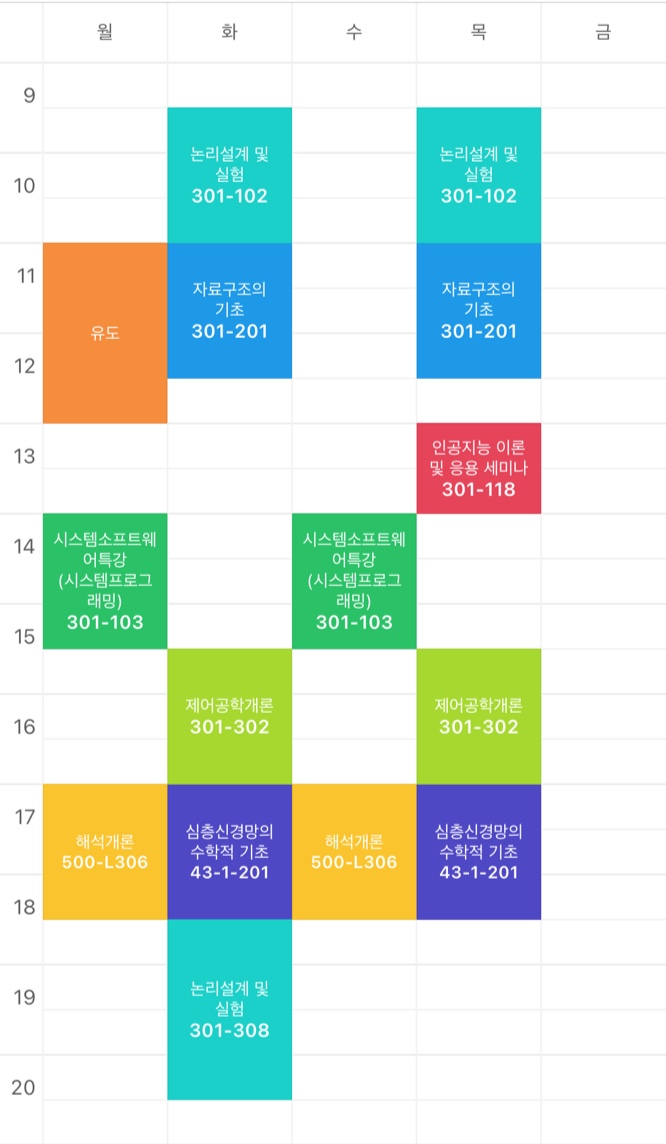 월 화 수 목 금
9
논리설계 및
실험
301-102
논리설계 및
실험
301-102
10
11
유도
자료구조의
기초
301-201
자료구조의
기초
301-201
12
13
인공지능 이론
및 응용 세미나
301-118
14
시스템소프트웨
어특강
(시스템프로그
래밍)
301-103
시스템소프트웨
어특강
(시스템프로그
래밍)
301-103
15
제어공학개론
301-302
제어공학개론
301-302
16
17
해석개론
500-L306
심층신경망의
수학적 기초
43-1-201
해석개론
500-L306
심층신경망의
수학적 기초
43-1-201
18
논리설계 및
실험
301-308
19
20